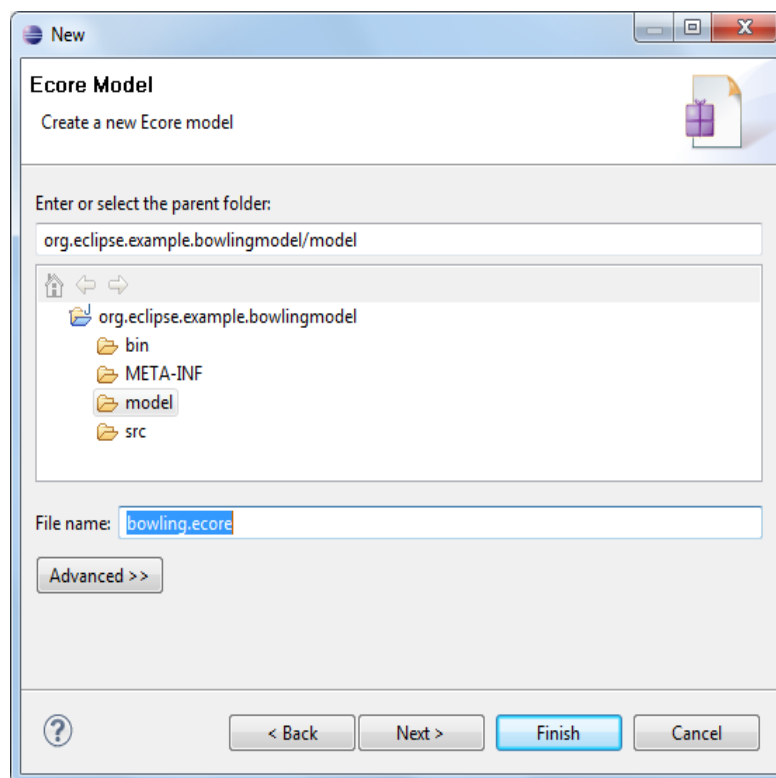 New
Ecore Model
Create a new Ecore model
Enter or select the parent folder:
org.eclipse.example.bowlingmodel/model
org.eclipse.example.bowlingmodel
bin
META-INF
model
src
File name: bowling.ecore
Advanced >>
? < Back Next > Finish Cancel